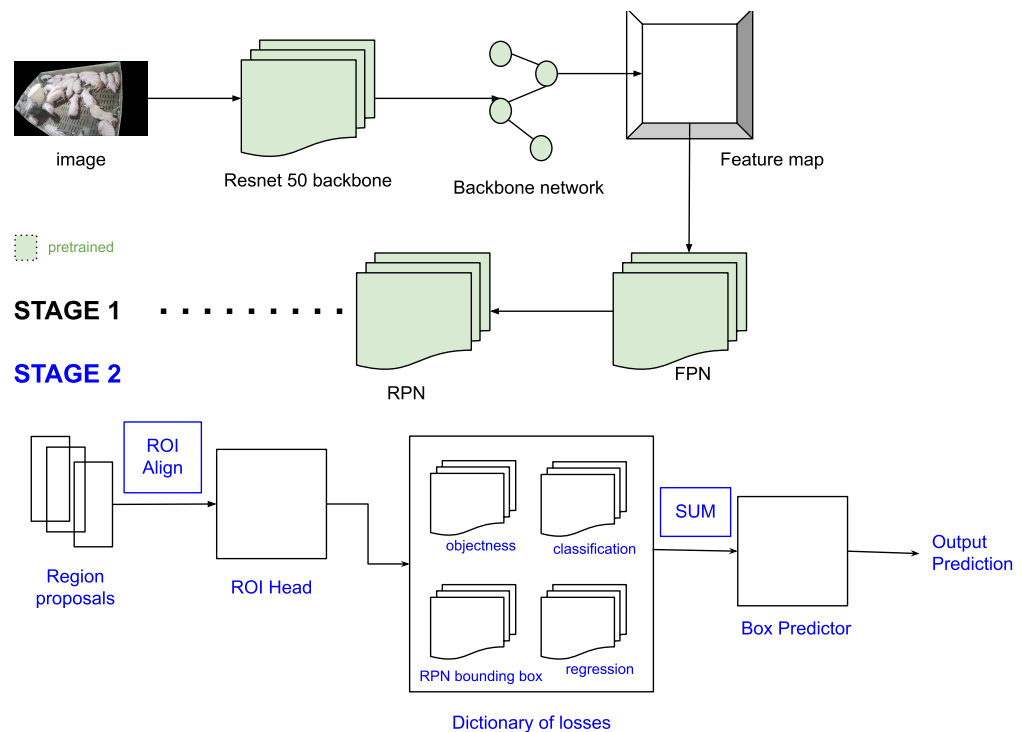 image
Resnet 50 backbone
Backbone network
Feature map
pretrained
STAGE 1
RPN
FPN
STAGE 2
ROI
Align
Region
proposals
ROI Head
objectness
classification
RPN bounding box
regression
Dictionary of losses
SUM
Box Predictor
Output
Prediction